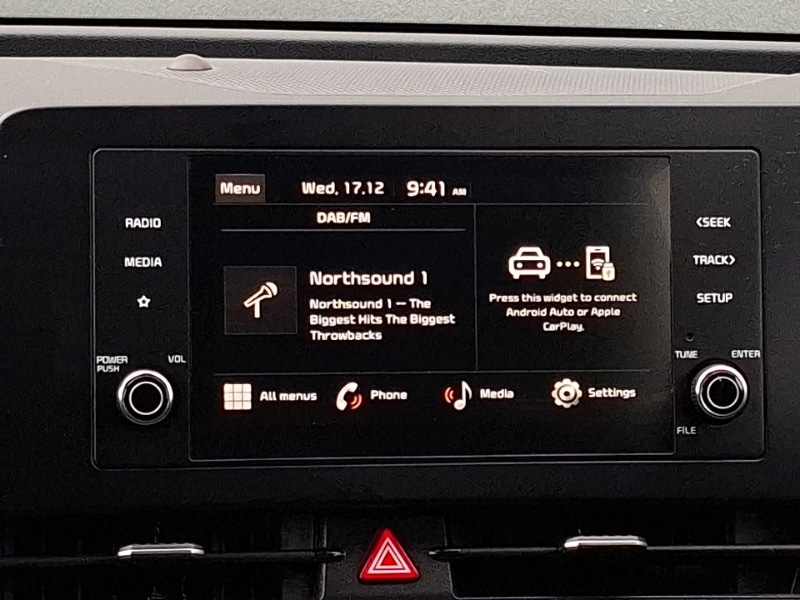 Menu Wed, 17.12 9:41 AM
DAB/FM
RADIO
MEDIA
☆
POWER
PUSH
VOL
Northsound 1
Northsound 1 -- The
Biggest Hits The Biggest
Throwbacks
Press this widget to connect
Android Auto or Apple
CarPlay.
All menus Phone Media Settings
<SEEK
TRACK>
SETUP
TUNE
ENTER
FILE